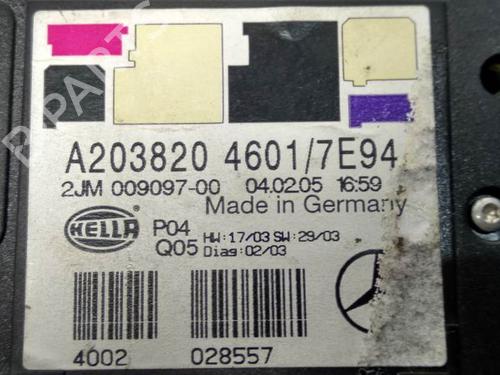 A203820 4601/7E94
2JM 009097-00 04.02.05 16:59
Made in Germany
HELLA
P04
Q05
HW:17/03 SW:29/03
Diag:02/03
4002 028557